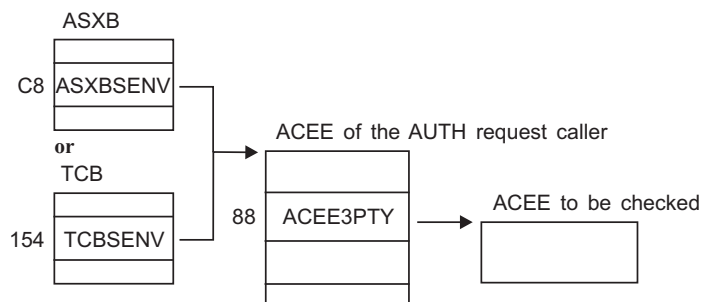 ASXB
C8 ASXBSENV
or
TCB
154 TCBSENV
ACEE of the AUTH request caller
88 ACEE3PTY
ACEE to be checked